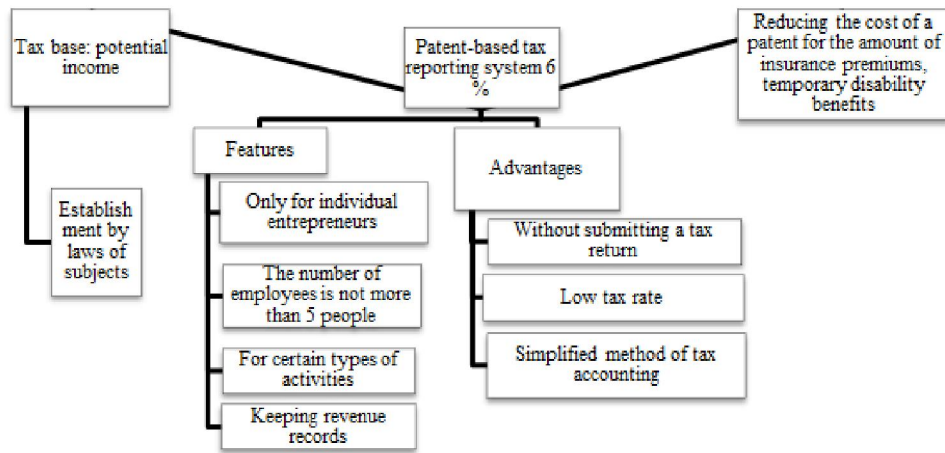 Tax base: potential
income
Patent-based tax
reporting system 6
%
Reducing the cost of a
patent for the amount of
insurance premiums,
temporary disability
benefits
Features
Advantages
Establish
ment by
laws of
subjects
Only for individual
entrepreneurs
The number of
employees is not more
than 5 people
For certain types of
activities
Keeping revenue
records
Without submitting a tax
return
Low tax rate
Simplified method of tax
accounting